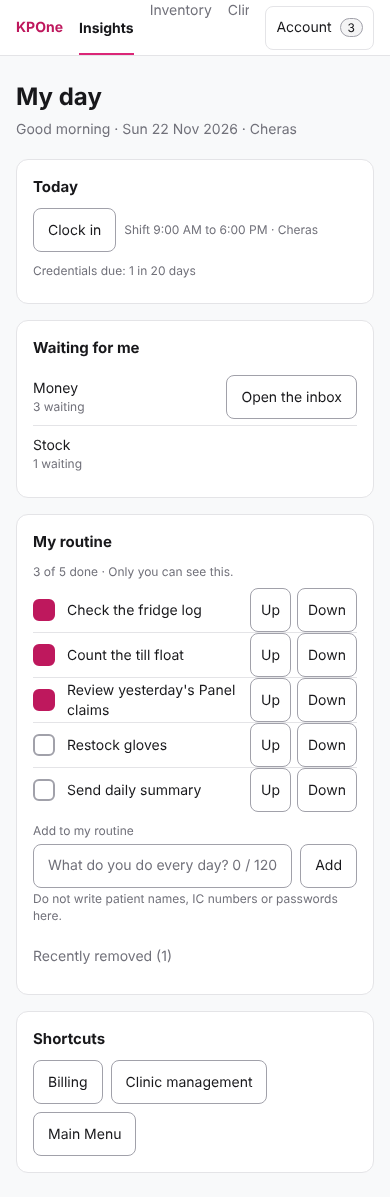 KPOne Insights Inventory Clir Account 3
My day
Good morning · Sun 22 Nov 2026 · Cheras
Today
Clock in Shift 9:00 AM to 6:00 PM · Cheras
Credentials due: 1 in 20 days
Waiting for me
Money
3 waiting
Open the inbox
Stock
1 waiting
My routine
3 of 5 done · Only you can see this.
Check the fridge log Up Down
Count the till float Up Down
Review yesterday's Panel
claims
Up Down
Restock gloves Up Down
Send daily summary Up Down
Add to my routine
What do you do every day? 0 / 120 Add
Do not write patient names, IC numbers or passwords
here.
Recently removed (1)
Shortcuts
Billing Clinic management
Main Menu